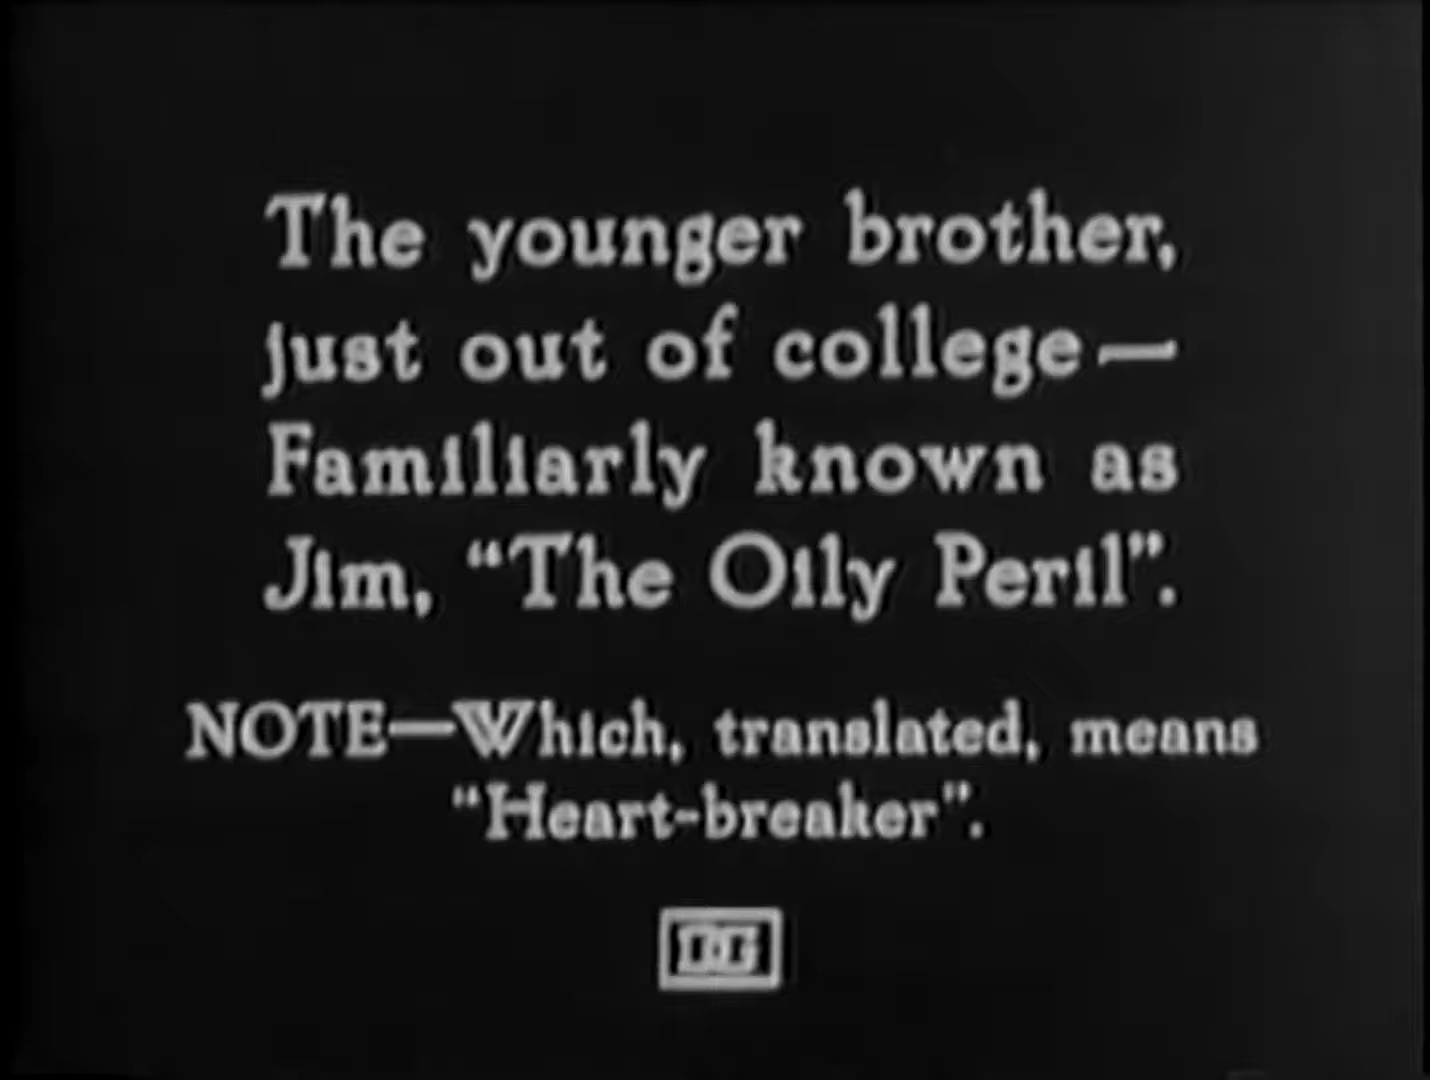 The younger brother,
just out of college—
Familiarly known as
Jim, “The Oily Peril”.
NOTE—Which, translated, means
“Heart-breaker”.
DG